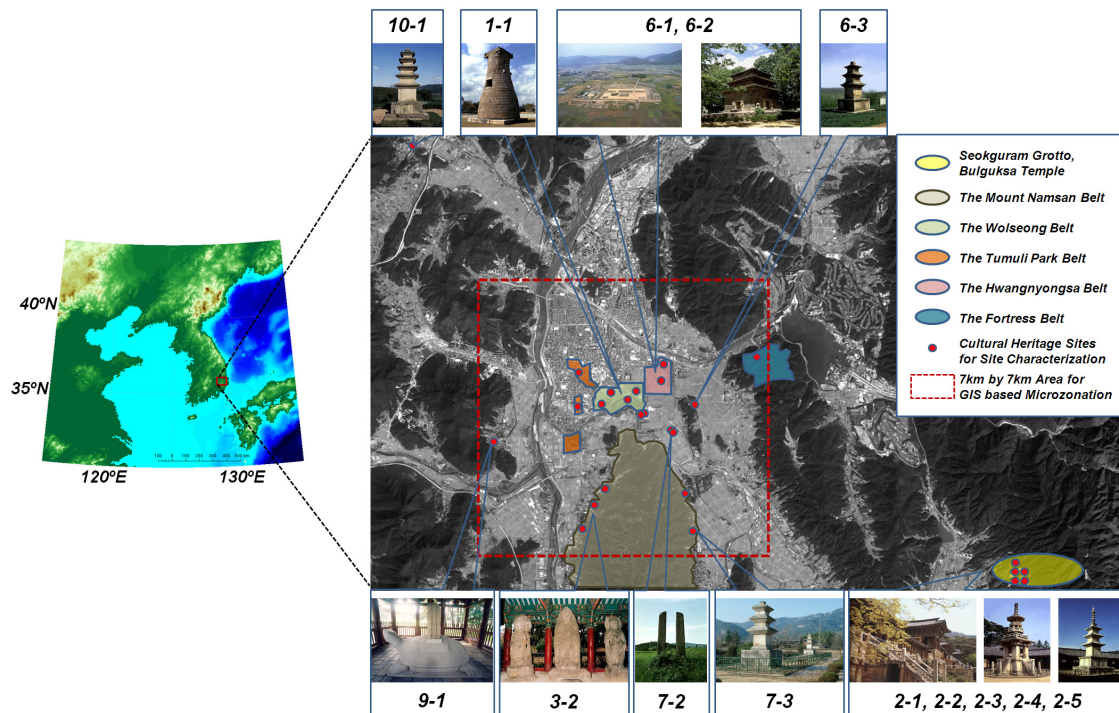 10-1
1-1
6-1, 6-2
6-3
Seokguram Grotto,
Bulguksa Temple
The Mount Namsan Belt
The Wolseong Belt
The Tumuli Park Belt
The Hwangnyongsa Belt
The Fortress Belt
Cultural Heritage Sites
for Site Characterization
7km by 7km Area for
GIS based Microzonation
40ºN
35ºN
120ºE
130ºE
9-1
3-2
7-2
7-3
2-1, 2-2, 2-3, 2-4, 2-5